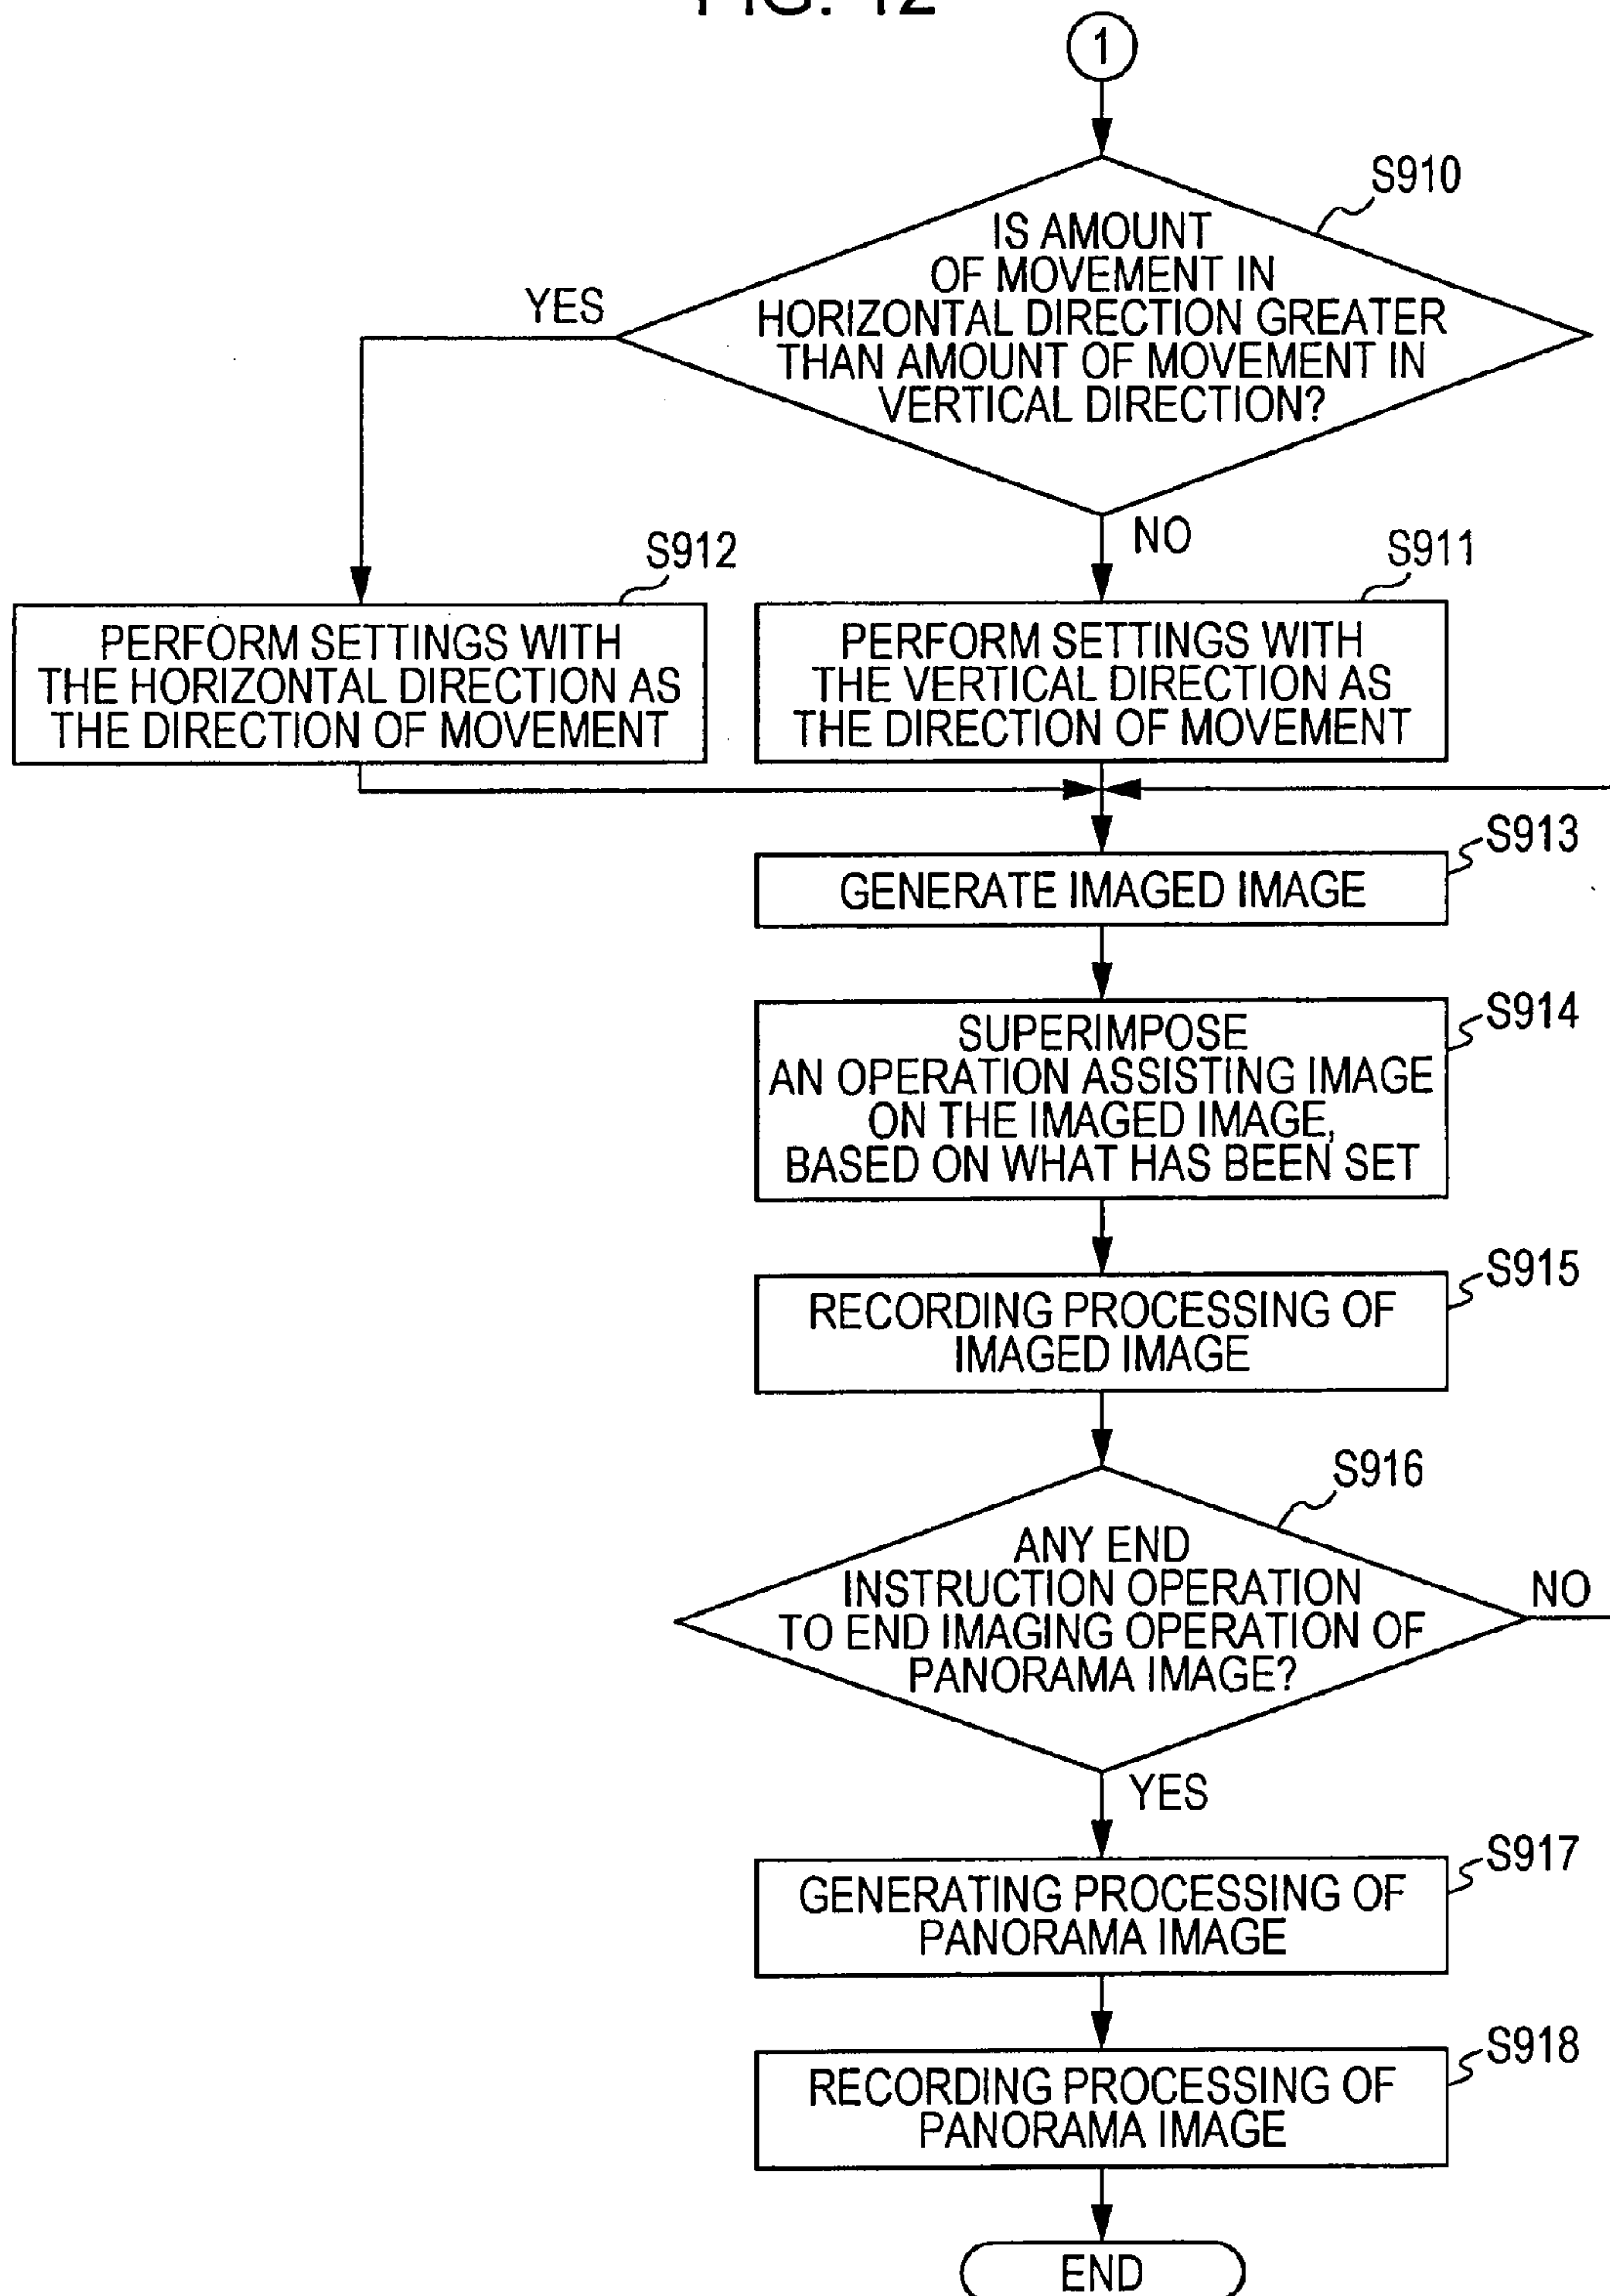 FIG. 12
1
S910
IS AMOUNT
OF MOVEMENT IN
HORIZONTAL DIRECTION GREATER
THAN AMOUNT OF MOVEMENT IN
VERTICAL DIRECTION?
YES
NO
S912
PERFORM SETTINGS WITH
THE HORIZONTAL DIRECTION AS
THE DIRECTION OF MOVEMENT
S911
PERFORM SETTINGS WITH
THE VERTICAL DIRECTION AS
THE DIRECTION OF MOVEMENT
S913
GENERATE IMAGED IMAGE
S914
SUPERIMPOSE
AN OPERATION ASSISTING IMAGE
ON THE IMAGED IMAGE,
BASED ON WHAT HAS BEEN SET
S915
RECORDING PROCESSING OF
IMAGED IMAGE
S916
ANY END
INSTRUCTION OPERATION
TO END IMAGING OPERATION OF
PANORAMA IMAGE?
NO
YES
S917
GENERATING PROCESSING OF
PANORAMA IMAGE
S918
RECORDING PROCESSING OF
PANORAMA IMAGE
END